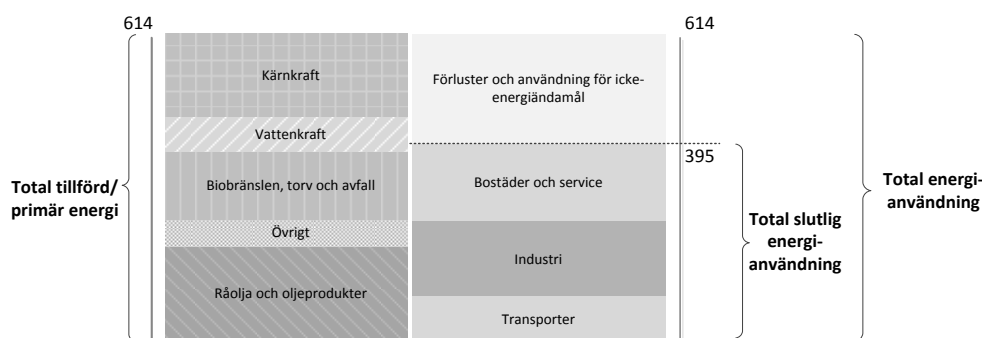 614
614
Kärnkraft
Förluster och användning för icke-
energiändamål
Vattenkraft
395
Total tillförd/
primär energi
Biobränslen, torv och avfall
Bostäder och service
Total energi-
användning
Övrigt
Total slutlig
energi-
användning
Industri
Råolja och oljeprodukter
Transporter